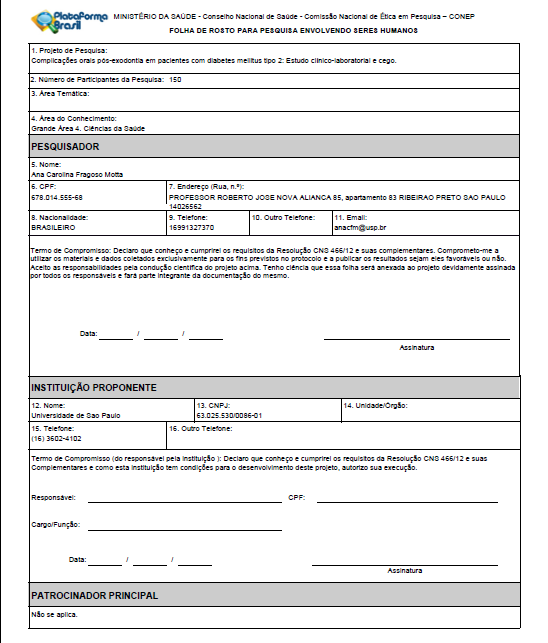 PlataForma
Brasil
MINISTÉRIO DA SAÚDE - Conselho Nacional de Saúde - Comissão Nacional de Ética em Pesquisa – CONEP
FOLHA DE ROSTO PARA PESQUISA ENVOLVENDO SERES HUMANOS
1. Projeto de Pesquisa:
Complicações orais pós-exodontia em pacientes com diabetes mellitus tipo 2: Estudo clínico-laboratorial e cego.
2. Número de Participantes da Pesquisa: 150
3. Área Temática:
4. Área do Conhecimento:
Grande Área 4. Ciências da Saúde
PESQUISADOR
5. Nome:
Ana Carolina Fragoso Motta
6. CPF:
678.014.555-68
7. Endereço (Rua, n.º):
PROFESSOR ROBERTO JOSE NOVA ALIANCA 85, apartamento 83 RIBEIRAO PRETO SAO PAULO
14026562
8. Nacionalidade:
BRASILEIRO
9. Telefone:
16991327370
10. Outro Telefone:
11. Email:
anacfm@usp.br
Termo de Compromisso: Declaro que conheço e cumprirei os requisitos da Resolução CNS 466/12 e suas complementares. Comprometo-me a
utilizar os materiais e dados coletados exclusivamente para os fins previstos no protocolo e a publicar os resultados sejam eles favoráveis ou não.
Aceito as responsabilidades pela condução científica do projeto acima. Tenho ciência que essa folha será anexada ao projeto devidamente assinada
por todos os responsáveis e fará parte integrante da documentação do mesmo.
Data: / /
Assinatura
INSTITUIÇÃO PROPONENTE
12. Nome:
Universidade de Sao Paulo
13. CNPJ:
63.025.530/0086-01
14. Unidade/Órgão:
15. Telefone:
(16) 3602-4102
16. Outro Telefone:
Termo de Compromisso (do responsável pela instituição ): Declaro que conheço e cumprirei os requisitos da Resolução CNS 466/12 e suas
Complementares e como esta instituição tem condições para o desenvolvimento deste projeto, autorizo sua execução.
Responsável: CPF:
Cargo/Função:
Data: / /
Assinatura
PATROCINADOR PRINCIPAL
Não se aplica.